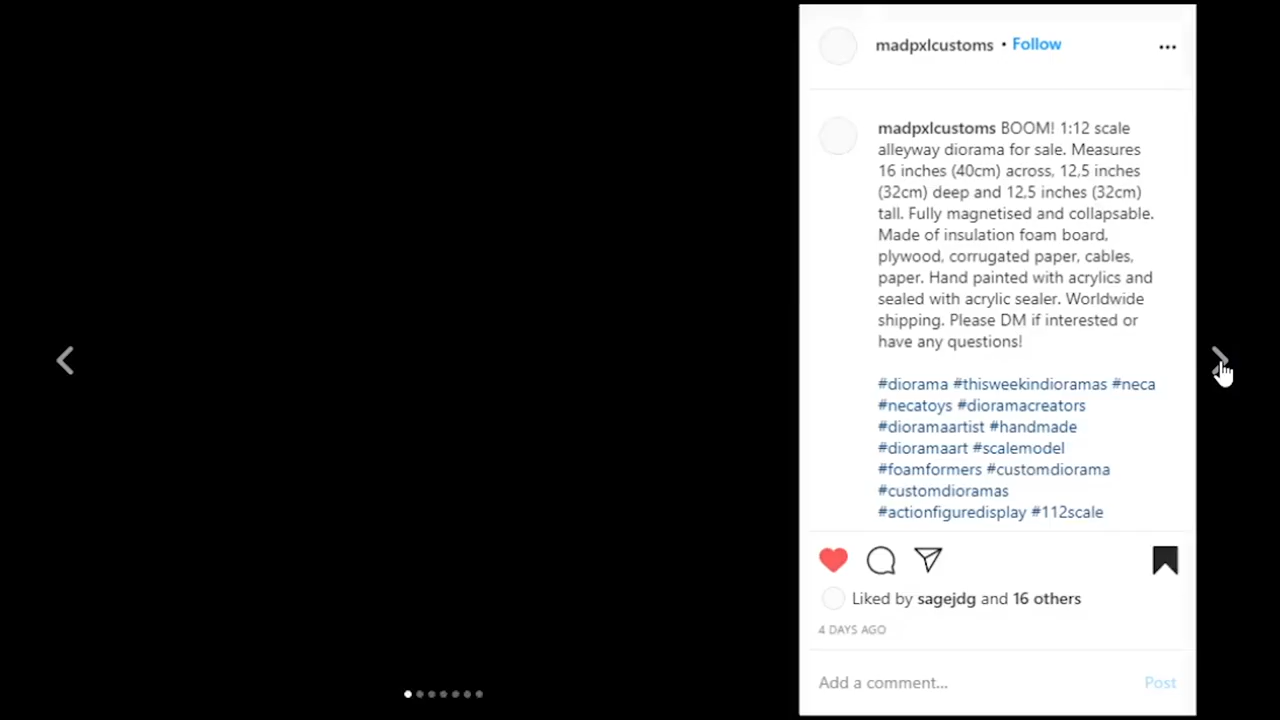 madpxlcustoms • Follow
madpxlcustoms BOOM! 1:12 scale
alleyway diorama for sale. Measures
16 inches (40cm) across, 12,5 inches
(32cm) deep and 12,5 inches (32cm)
tall. Fully magnetised and collapsable.
Made of insulation foam board,
plywood, corrugated paper, cables,
paper. Hand painted with acrylics and
sealed with acrylic sealer. Worldwide
shipping. Please DM if interested or
have any questions!
#diorama #thisweekindioramas #neca
#necatoys #dioramacreators
#dioramaartist #handmade
#dioramaart #scalemodel
#foamformers #customdiorama
#customdioramas
#actionfiguredisplay #112scale
Liked by sagejdg and 16 others
4 DAYS AGO
Add a comment... Post